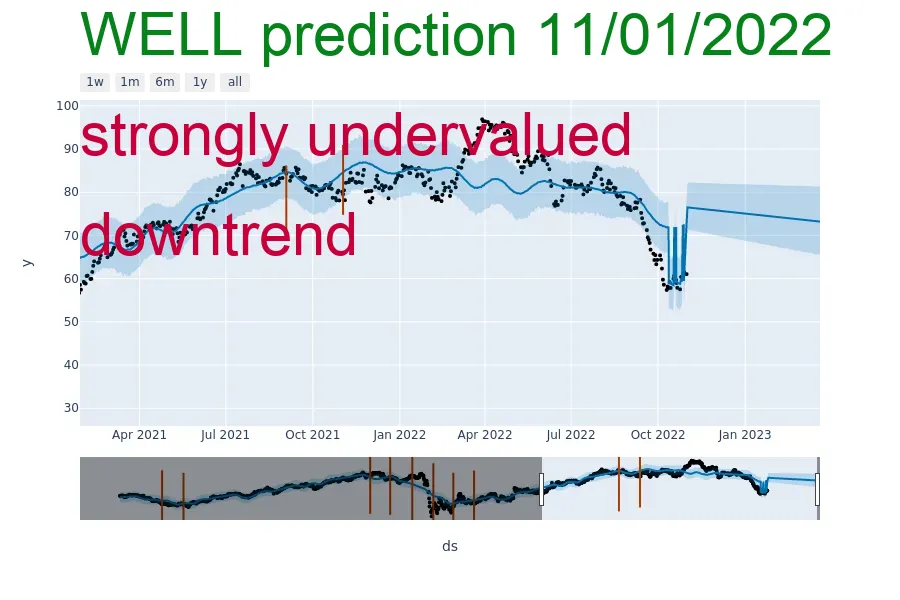 WELL prediction 11/01/2022
1w 1m 6m 1y all
strongly undervalued
downtrend
100
90
80
70
60
50
40
30
y
Apr 2021 Jul 2021 Oct 2021 Jan 2022 Apr 2022 Jul 2022 Oct 2022 Jan 2023
ds